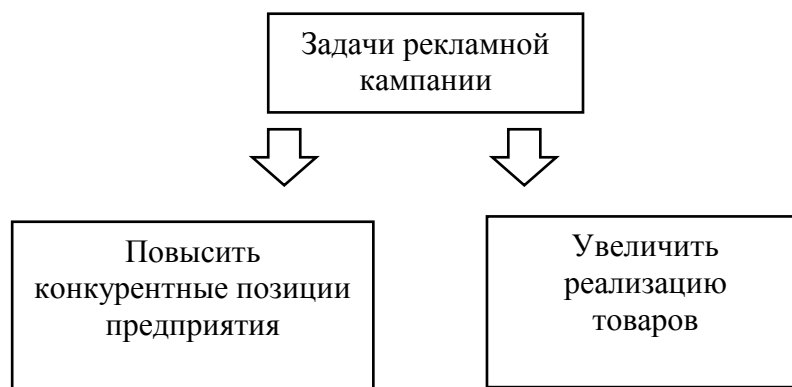 Задачи рекламной
кампании
Повысить
конкурентные позиции
предприятия
Увеличить
реализацию
товаров